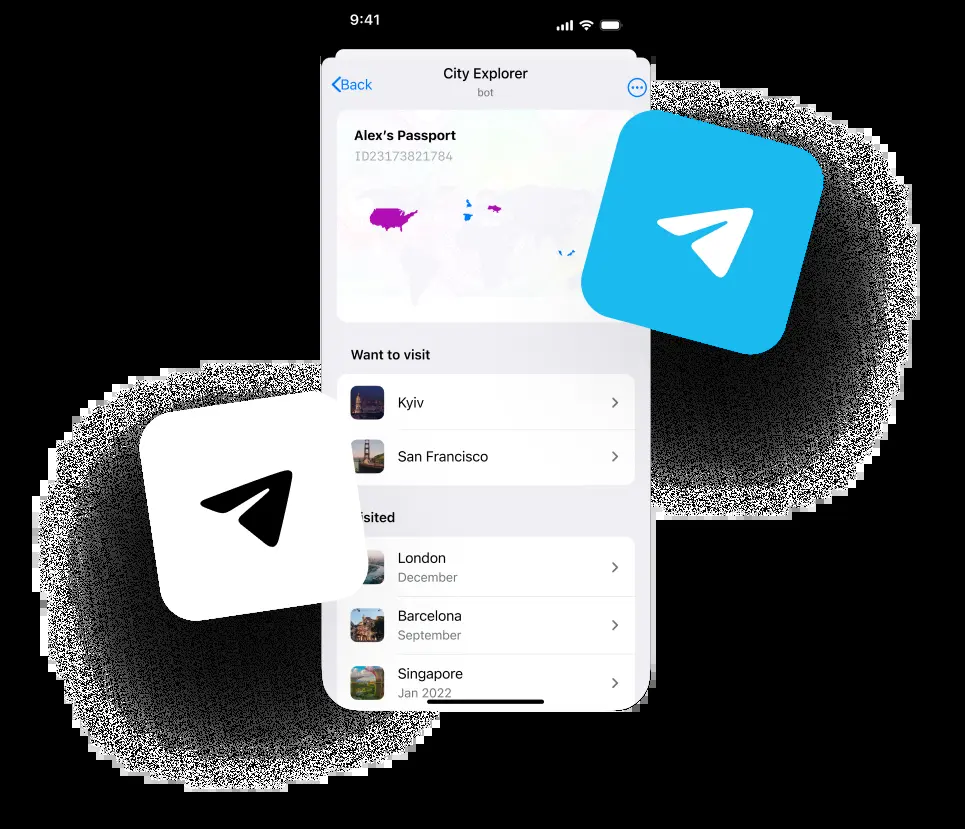 9:41
Back
City Explorer
bot
Alex’s Passport
ID23173821784
Want to visit
Kyiv
San Francisco
isited
London
December
Barcelona
September
Singapore
Jan 2022